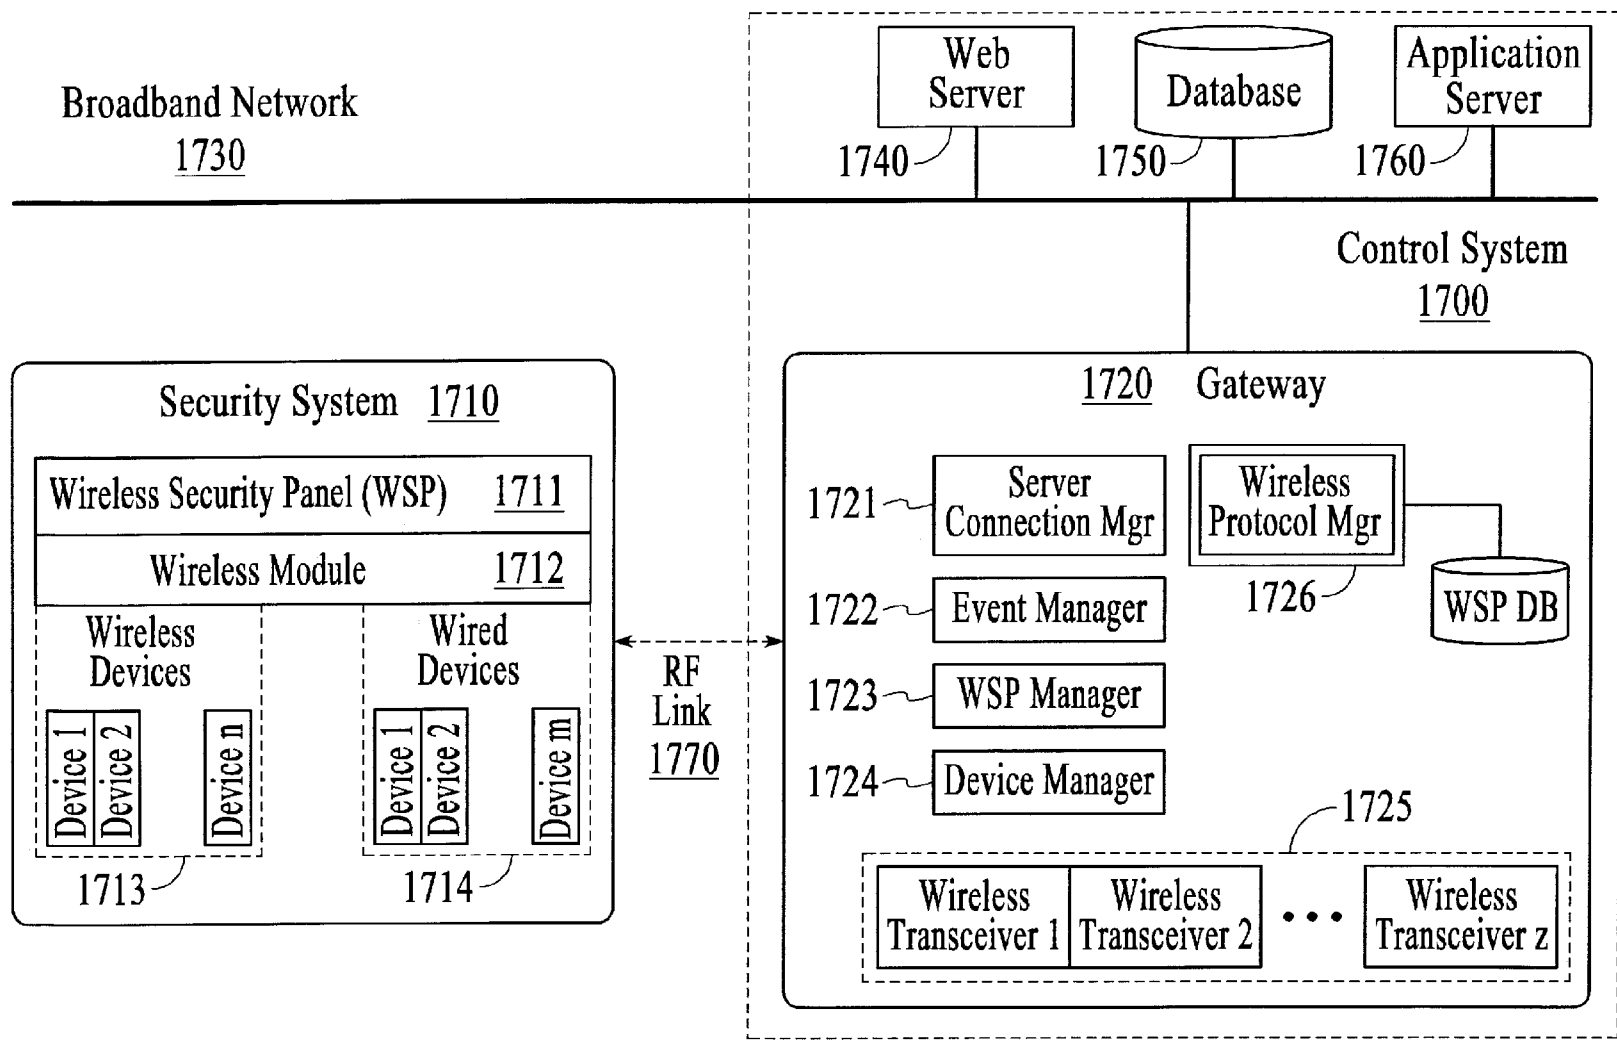 Broadband Network
1730
Web
Server
1740
Database
1750
Application
Server
1760
Control System
1700
Security System 1710
Wireless Security Panel (WSP) 1711
Wireless Module 1712
Wireless
Devices
Device 1
Device 2
Device n
1713
Wired
Devices
Device 1
Device 2
Device m
1714
RF
Link
1770
1720 Gateway
1721
Server
Connection Mgr
Wireless
Protocol Mgr
1726
WSP DB
1722
Event Manager
1723
WSP Manager
1724
Device Manager
1725
Wireless
Transceiver 1
Wireless
Transceiver 2
•••
Wireless
Transceiver z